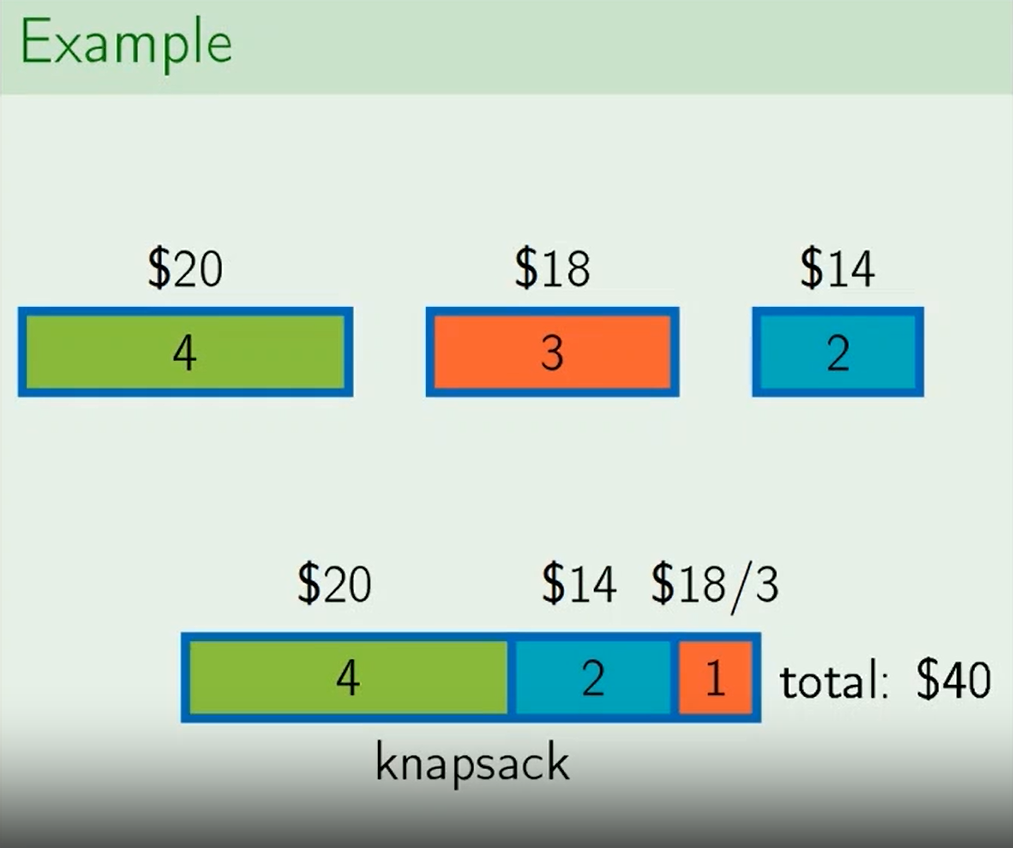 Example
$20 $18 $14
4 3 2
$20 $14 $18/3
4 2 1 total: $40
knapsack